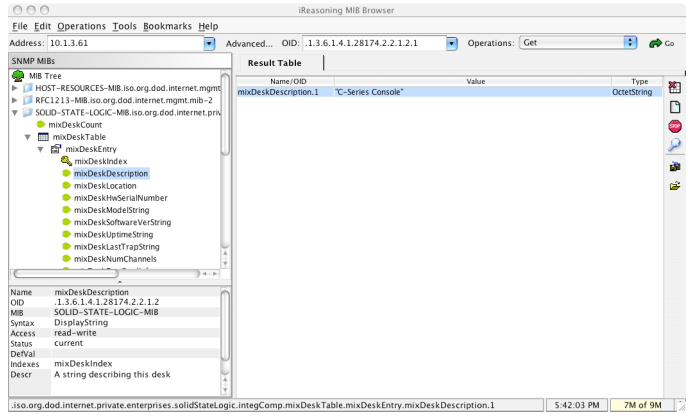 iReasoning MIB Browser
File Edit Operations Tools Bookmarks Help
Address: 10.1.3.61 Advanced... OID: .1.3.6.1.4.1.28174.2.2.1.2.1 Operations: Get Go
SNMP MIBs
Result Table
MIB Tree
HOST-RESOURCES-MIB.iso.org.dod.internet.mgmt
RFC1213-MIB.iso.org.dod.internet.mgmt.mib-2
SOLID-STATE-LOGIC-MIB.iso.org.dod.internet.priv
mixDeskCount
mixDeskTable
mixDeskEntry
mixDeskIndex
mixDeskDescription
mixDeskLocation
mixDeskHwSerialNumber
mixDeskModelString
mixDeskSoftwareVerString
mixDeskUptimeString
mixDeskLastTrapString
mixDeskNumChannels
Name/OID Value Type
mixDeskDescription.1 "C-Series Console" OctetString
STOP
Name mixDeskDescription
OID .1.3.6.1.4.1.28174.2.2.1.2
MIB SOLID-STATE-LOGIC-MIB
Syntax DisplayString
Access read-write
Status current
DefVal
Indexes mixDeskIndex
Descr A string describing this desk
.iso.org.dod.internet.private.enterprises.solidStateLogic.integComp.mixDeskTable.mixDeskEntry.mixDeskDescription.1 5:42:03 PM 7M of 9M